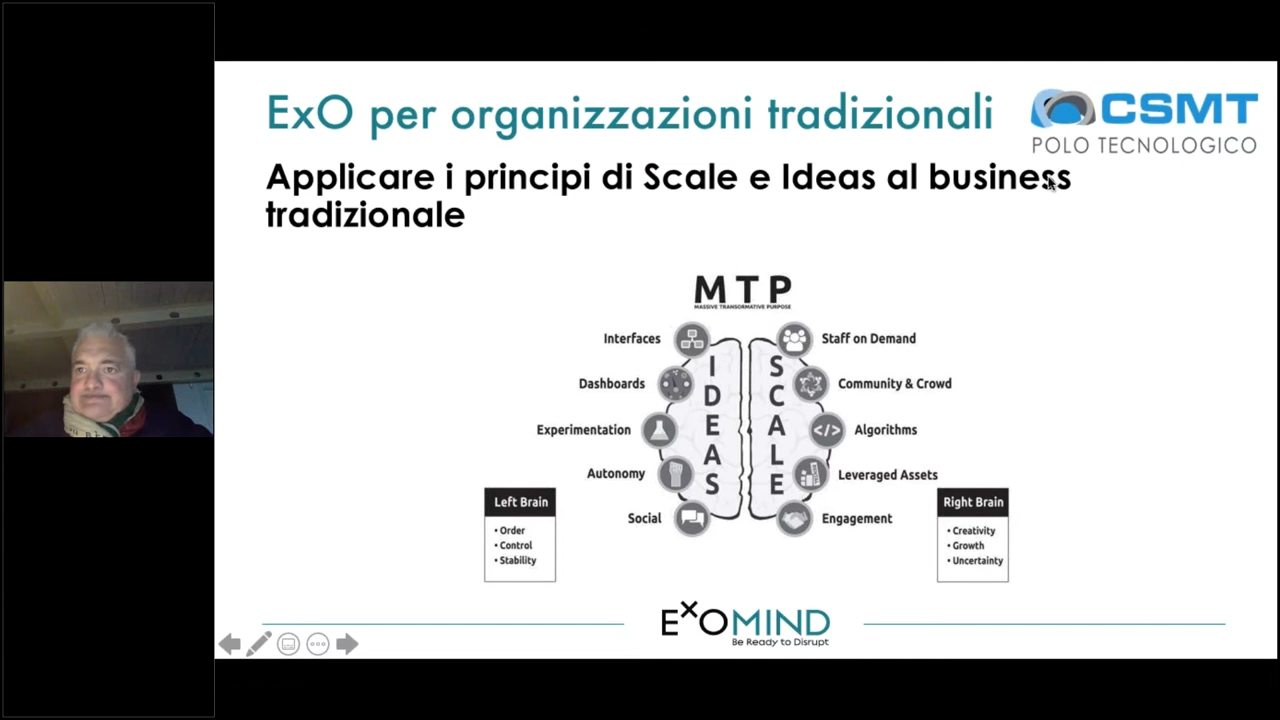 ExO per organizzazioni tradizionali
CSMT
POLO TECNOLOGICO
Applicare i principi di Scale e Ideas al business
tradizionale
MTP
MASSIVE TRANSORMATIVE PURPOSE
Interfaces
Dashboards
Experimentation
Autonomy
Social
IDEAS
SCALE
Staff on Demand
Community & Crowd
</>
Algorithms
Leveraged Assets
Engagement
Left Brain
• Order
• Control
• Stability
Right Brain
• Creativity
• Growth
• Uncertainty
ExOMIND
Be Ready to Disrupt